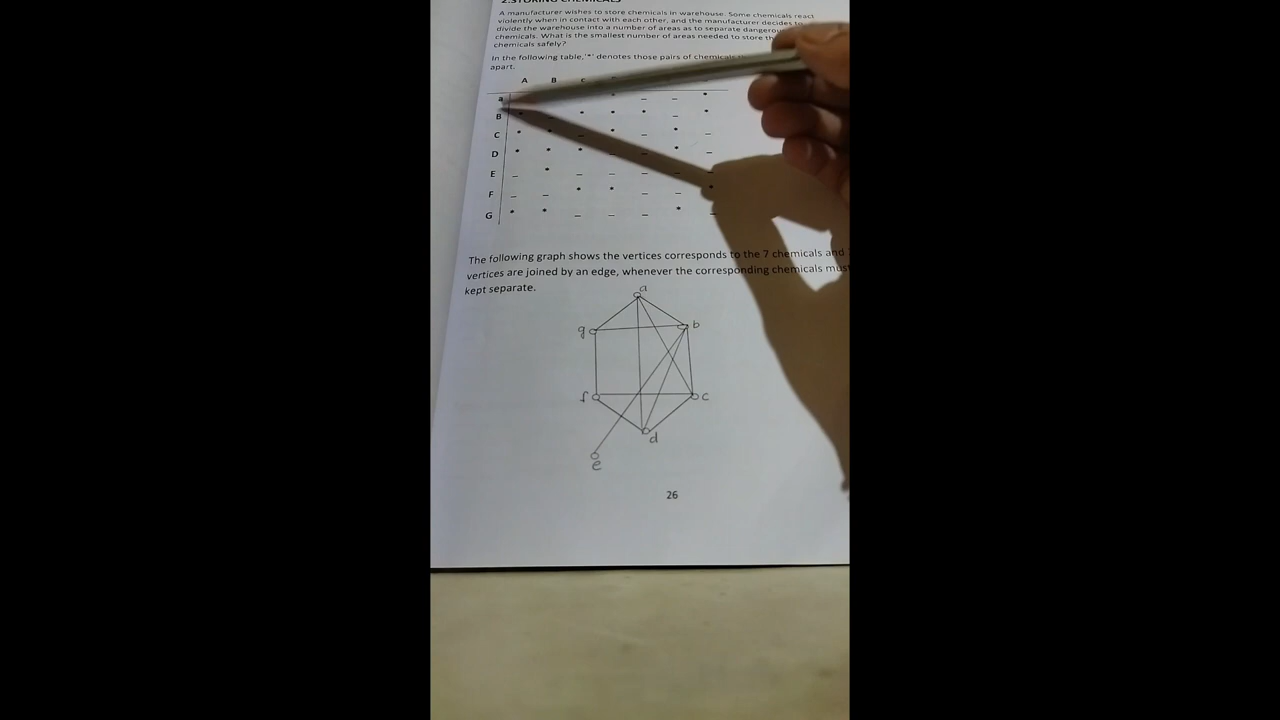 2.STORING CHEMICALS
A manufacturer wishes to store chemicals in warehouse. Some chemicals react
violently when in contact with each other, and the manufacturer decides to
divide the warehouse into a number of areas as to separate dangerous
chemicals. What is the smallest number of areas needed to store
chemicals safely?
In the following table,'*' denotes those pairs of chemicals
apart.
A B c
a * _ _ *
B * _ * * * _ *
C * * _ * _ * _
D * * * _ _ * _
E _ * _ _ _ _ _
F _ _ * * _ _ *
G * * _ _ _ * _
The following graph shows the vertices corresponds to the 7 chemicals and
vertices are joined by an edge, whenever the corresponding chemicals must
kept separate.
a
g b
f c
d
e
26